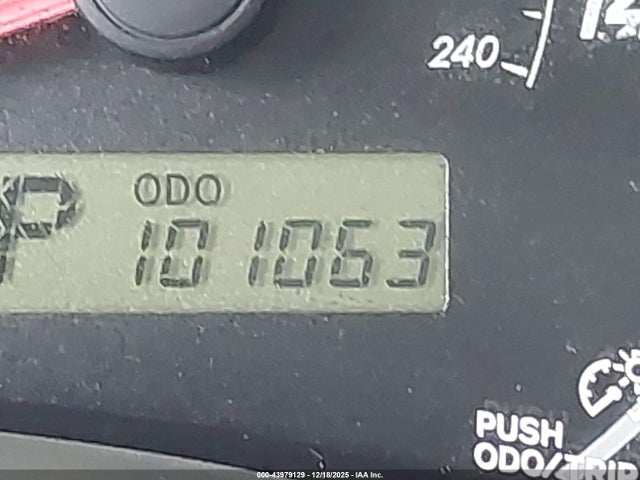 240
ODO
P 101063
PUSH
ODO/TRIP
000-43979129 - 12/18/2025 - IAA Inc.